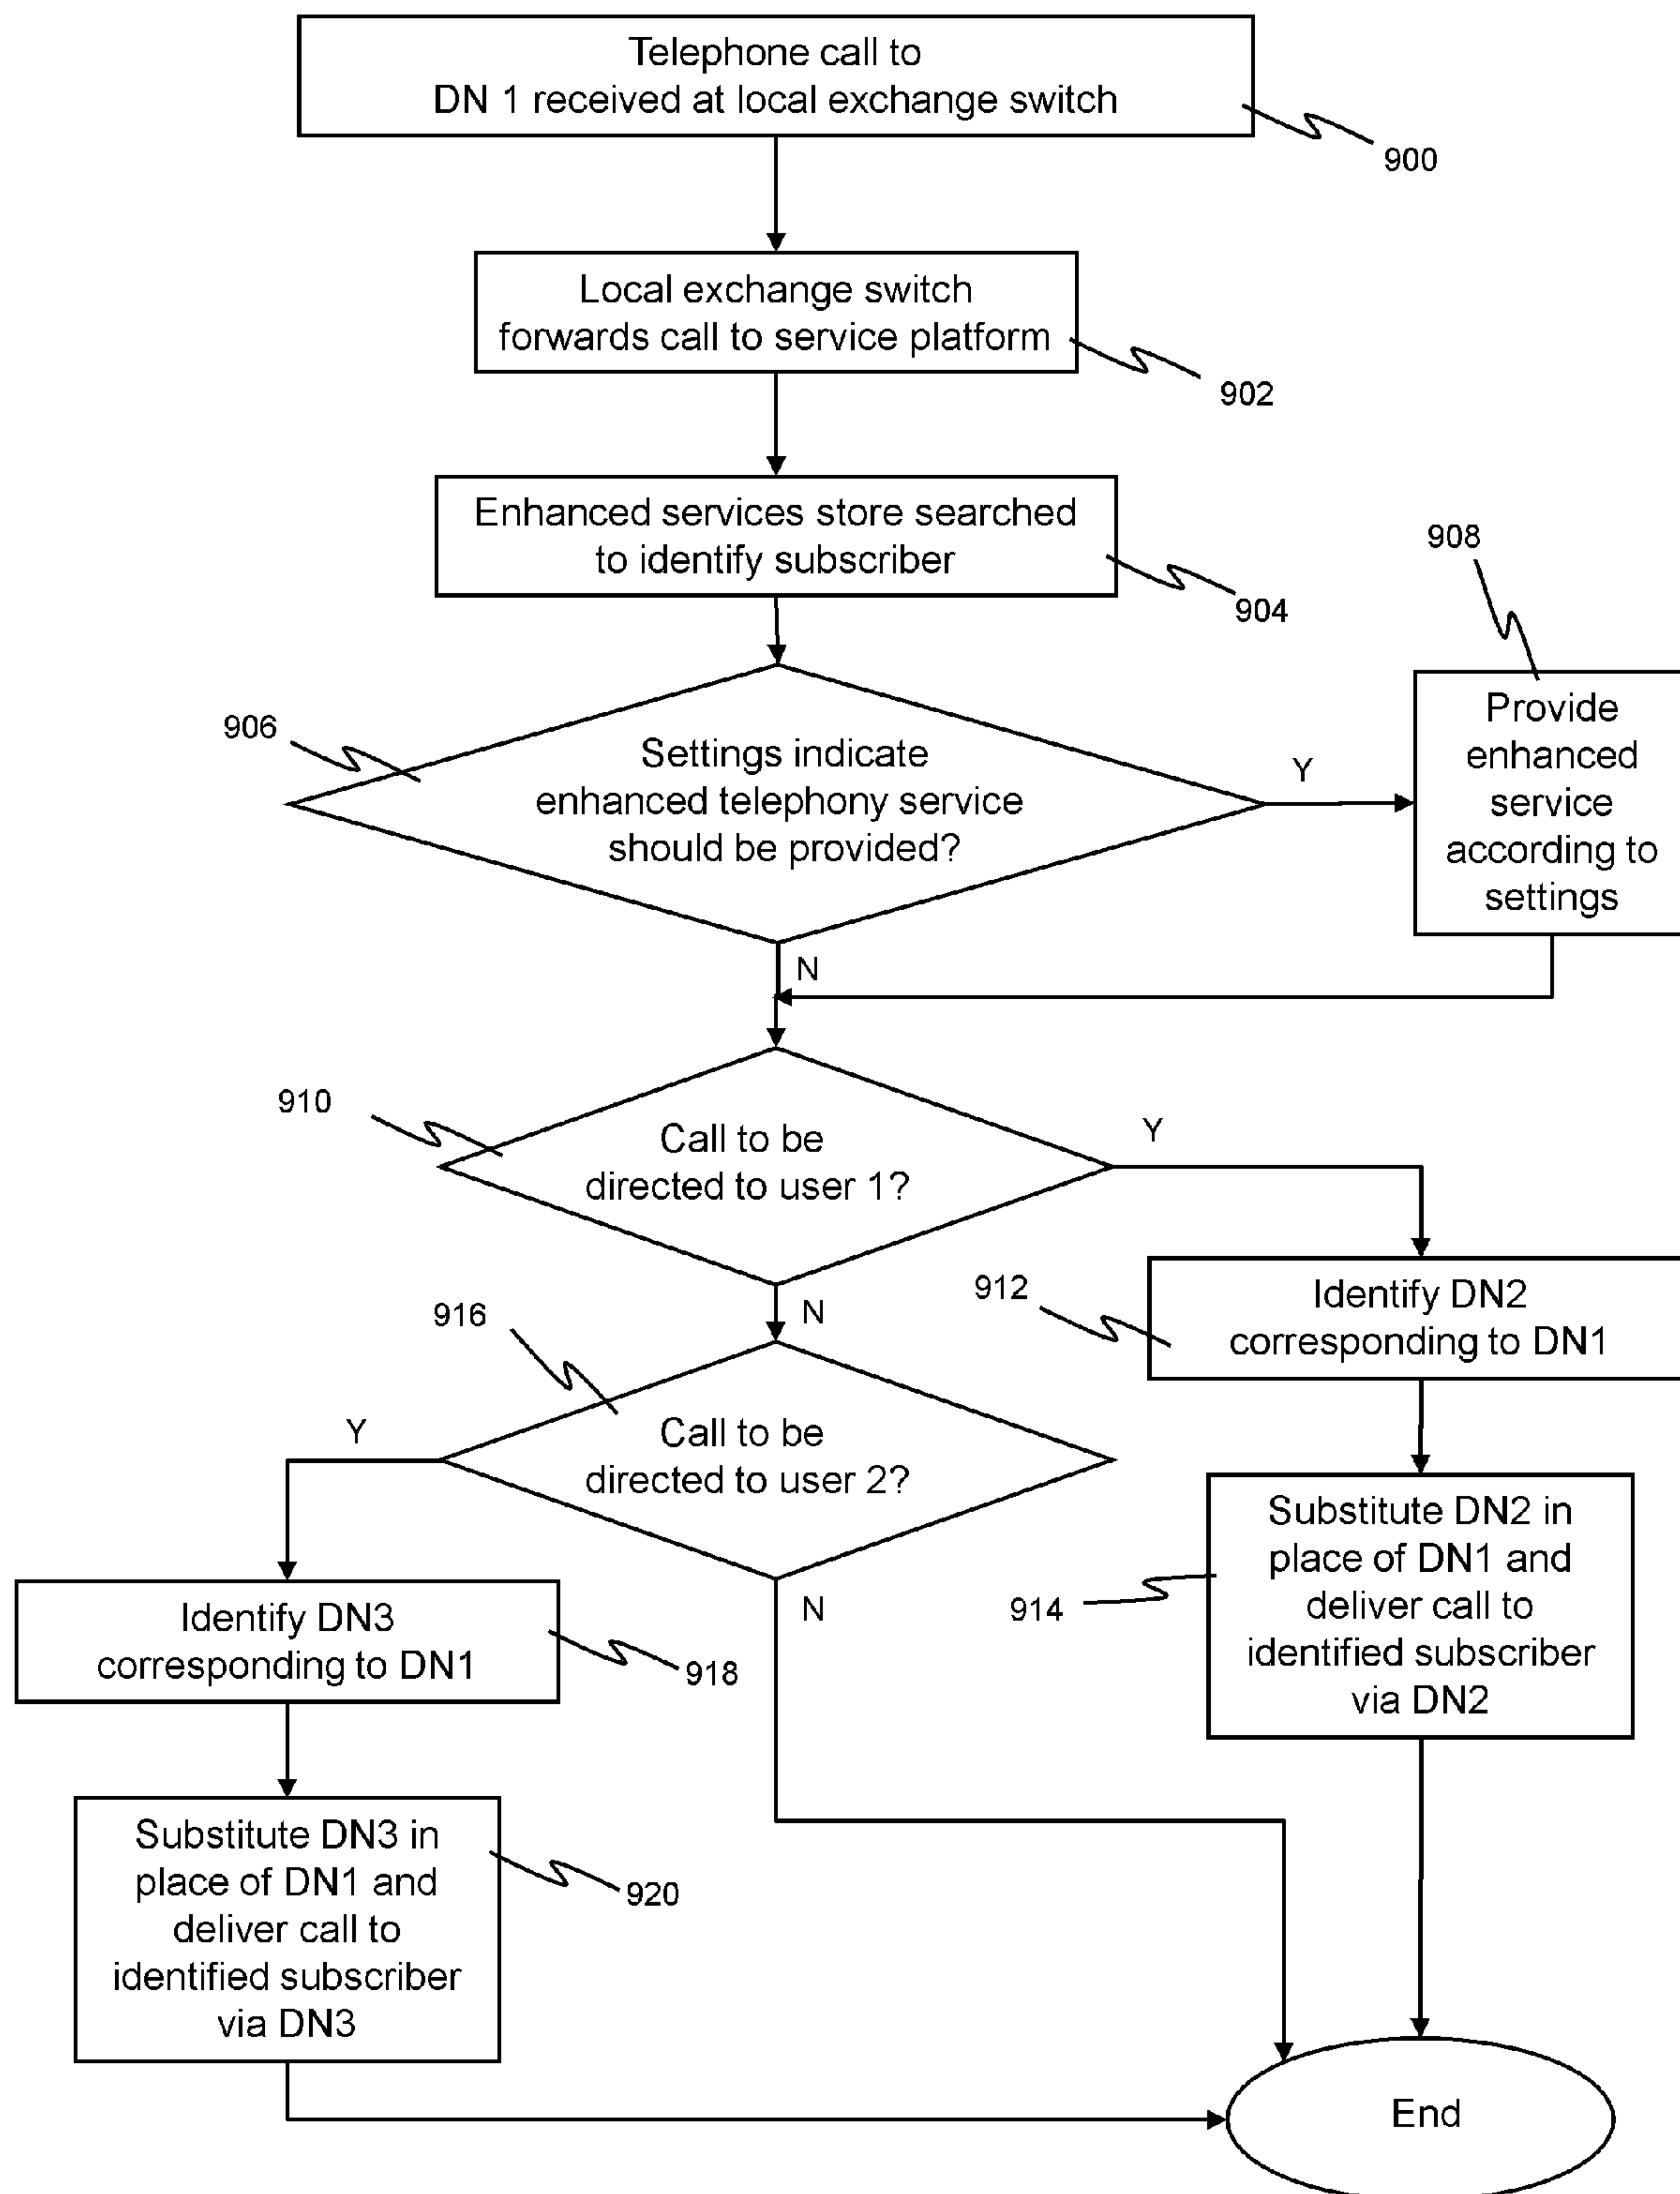 Telephone call to
DN 1 received at local exchange switch
900
Local exchange switch
forwards call to service platform
902
Enhanced services store searched
to identify subscriber
904
908
906
Settings indicate
enhanced telephony service
should be provided?
Y
Provide
enhanced
service
according to
settings
N
910
Call to be
directed to user 1?
Y
912
Identify DN2
corresponding to DN1
N
916
Call to be
directed to user 2?
Y
N
914
Substitute DN2 in
place of DN1 and
deliver call to
identified subscriber
via DN2
Identify DN3
corresponding to DN1
918
Substitute DN3 in
place of DN1 and
deliver call to
identified subscriber
via DN3
920
End